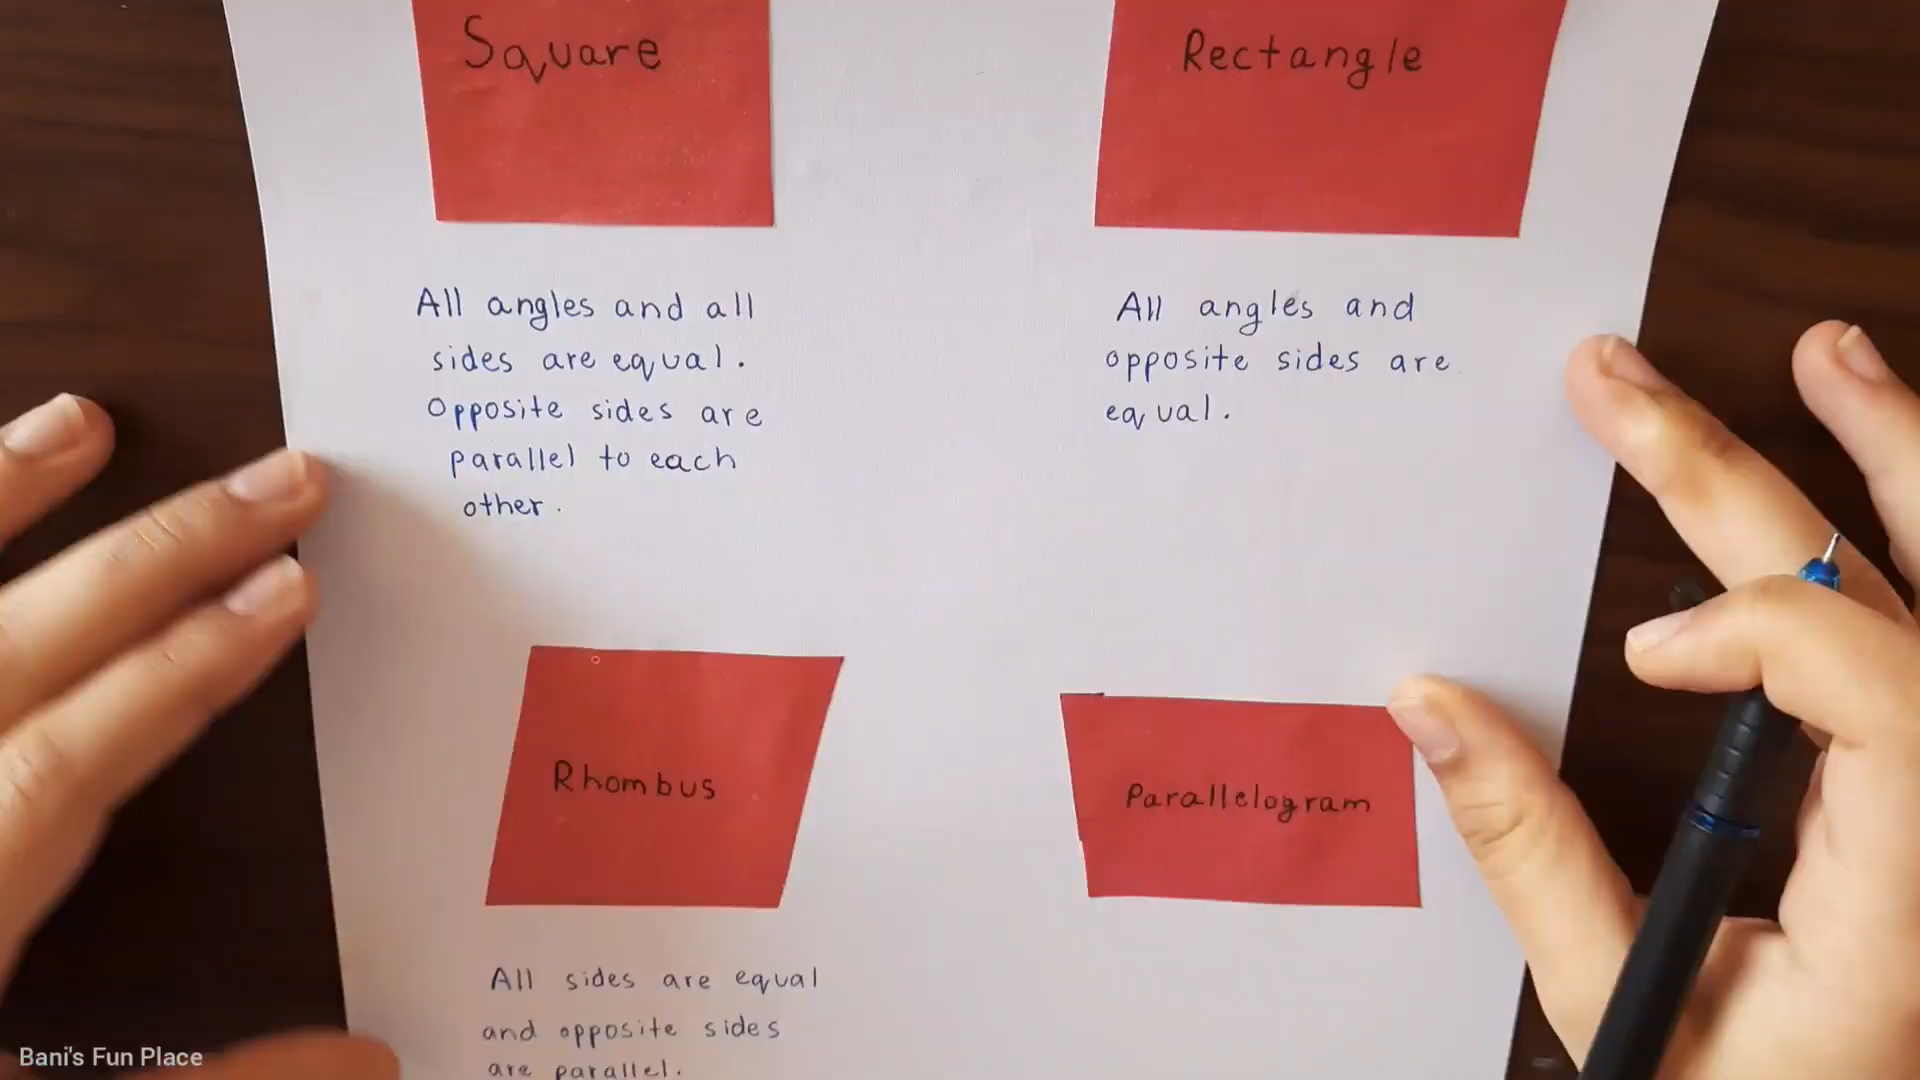 Square
All angles and all
sides are equal.
Opposite sides are
parallel to each
other.
Rectangle
All angles and
opposite sides are
equal.
Rhombus
All sides are equal
and opposite sides
are parallel.
Parallelogram
Bani's Fun Place